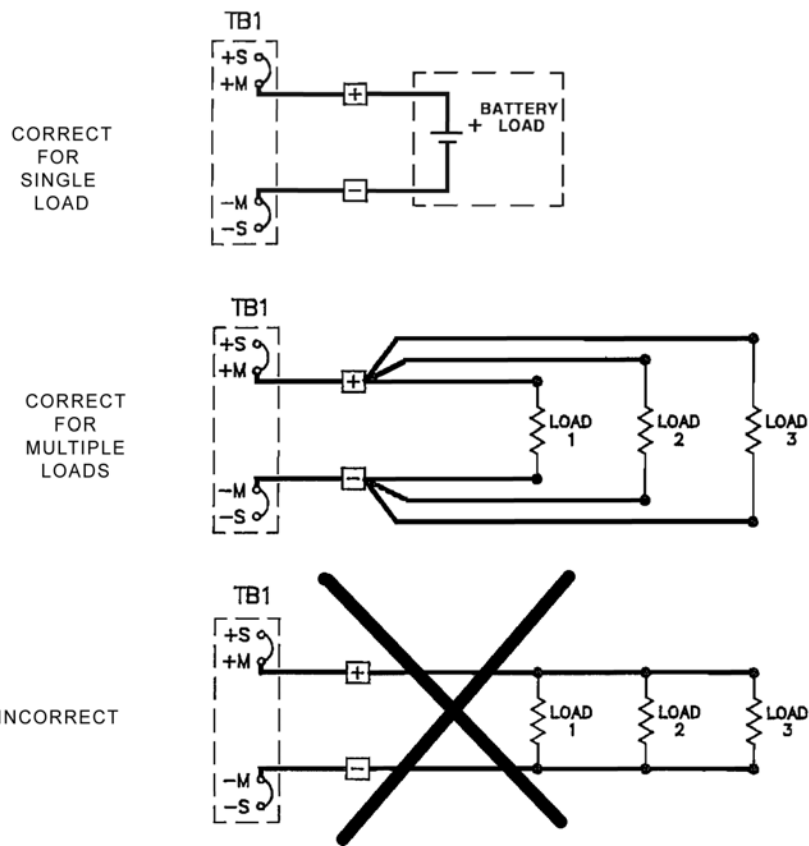 TB1
+S
+M
+
BATTERY
+ LOAD
CORRECT
FOR
SINGLE
LOAD
−
−M
−S
TB1
+S
+M
+
CORRECT
FOR
MULTIPLE
LOADS
LOAD
1
LOAD
2
LOAD
3
−
−M
−S
TB1
+S
+M
+
INCORRECT
LOAD
1
LOAD
2
LOAD
3
−
−M
−S